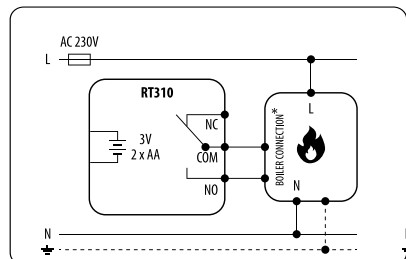 AC 230V
L
RT310
NC
3V
2 x AA
COM
NO
BOILER CONNECTION*
L
N
N